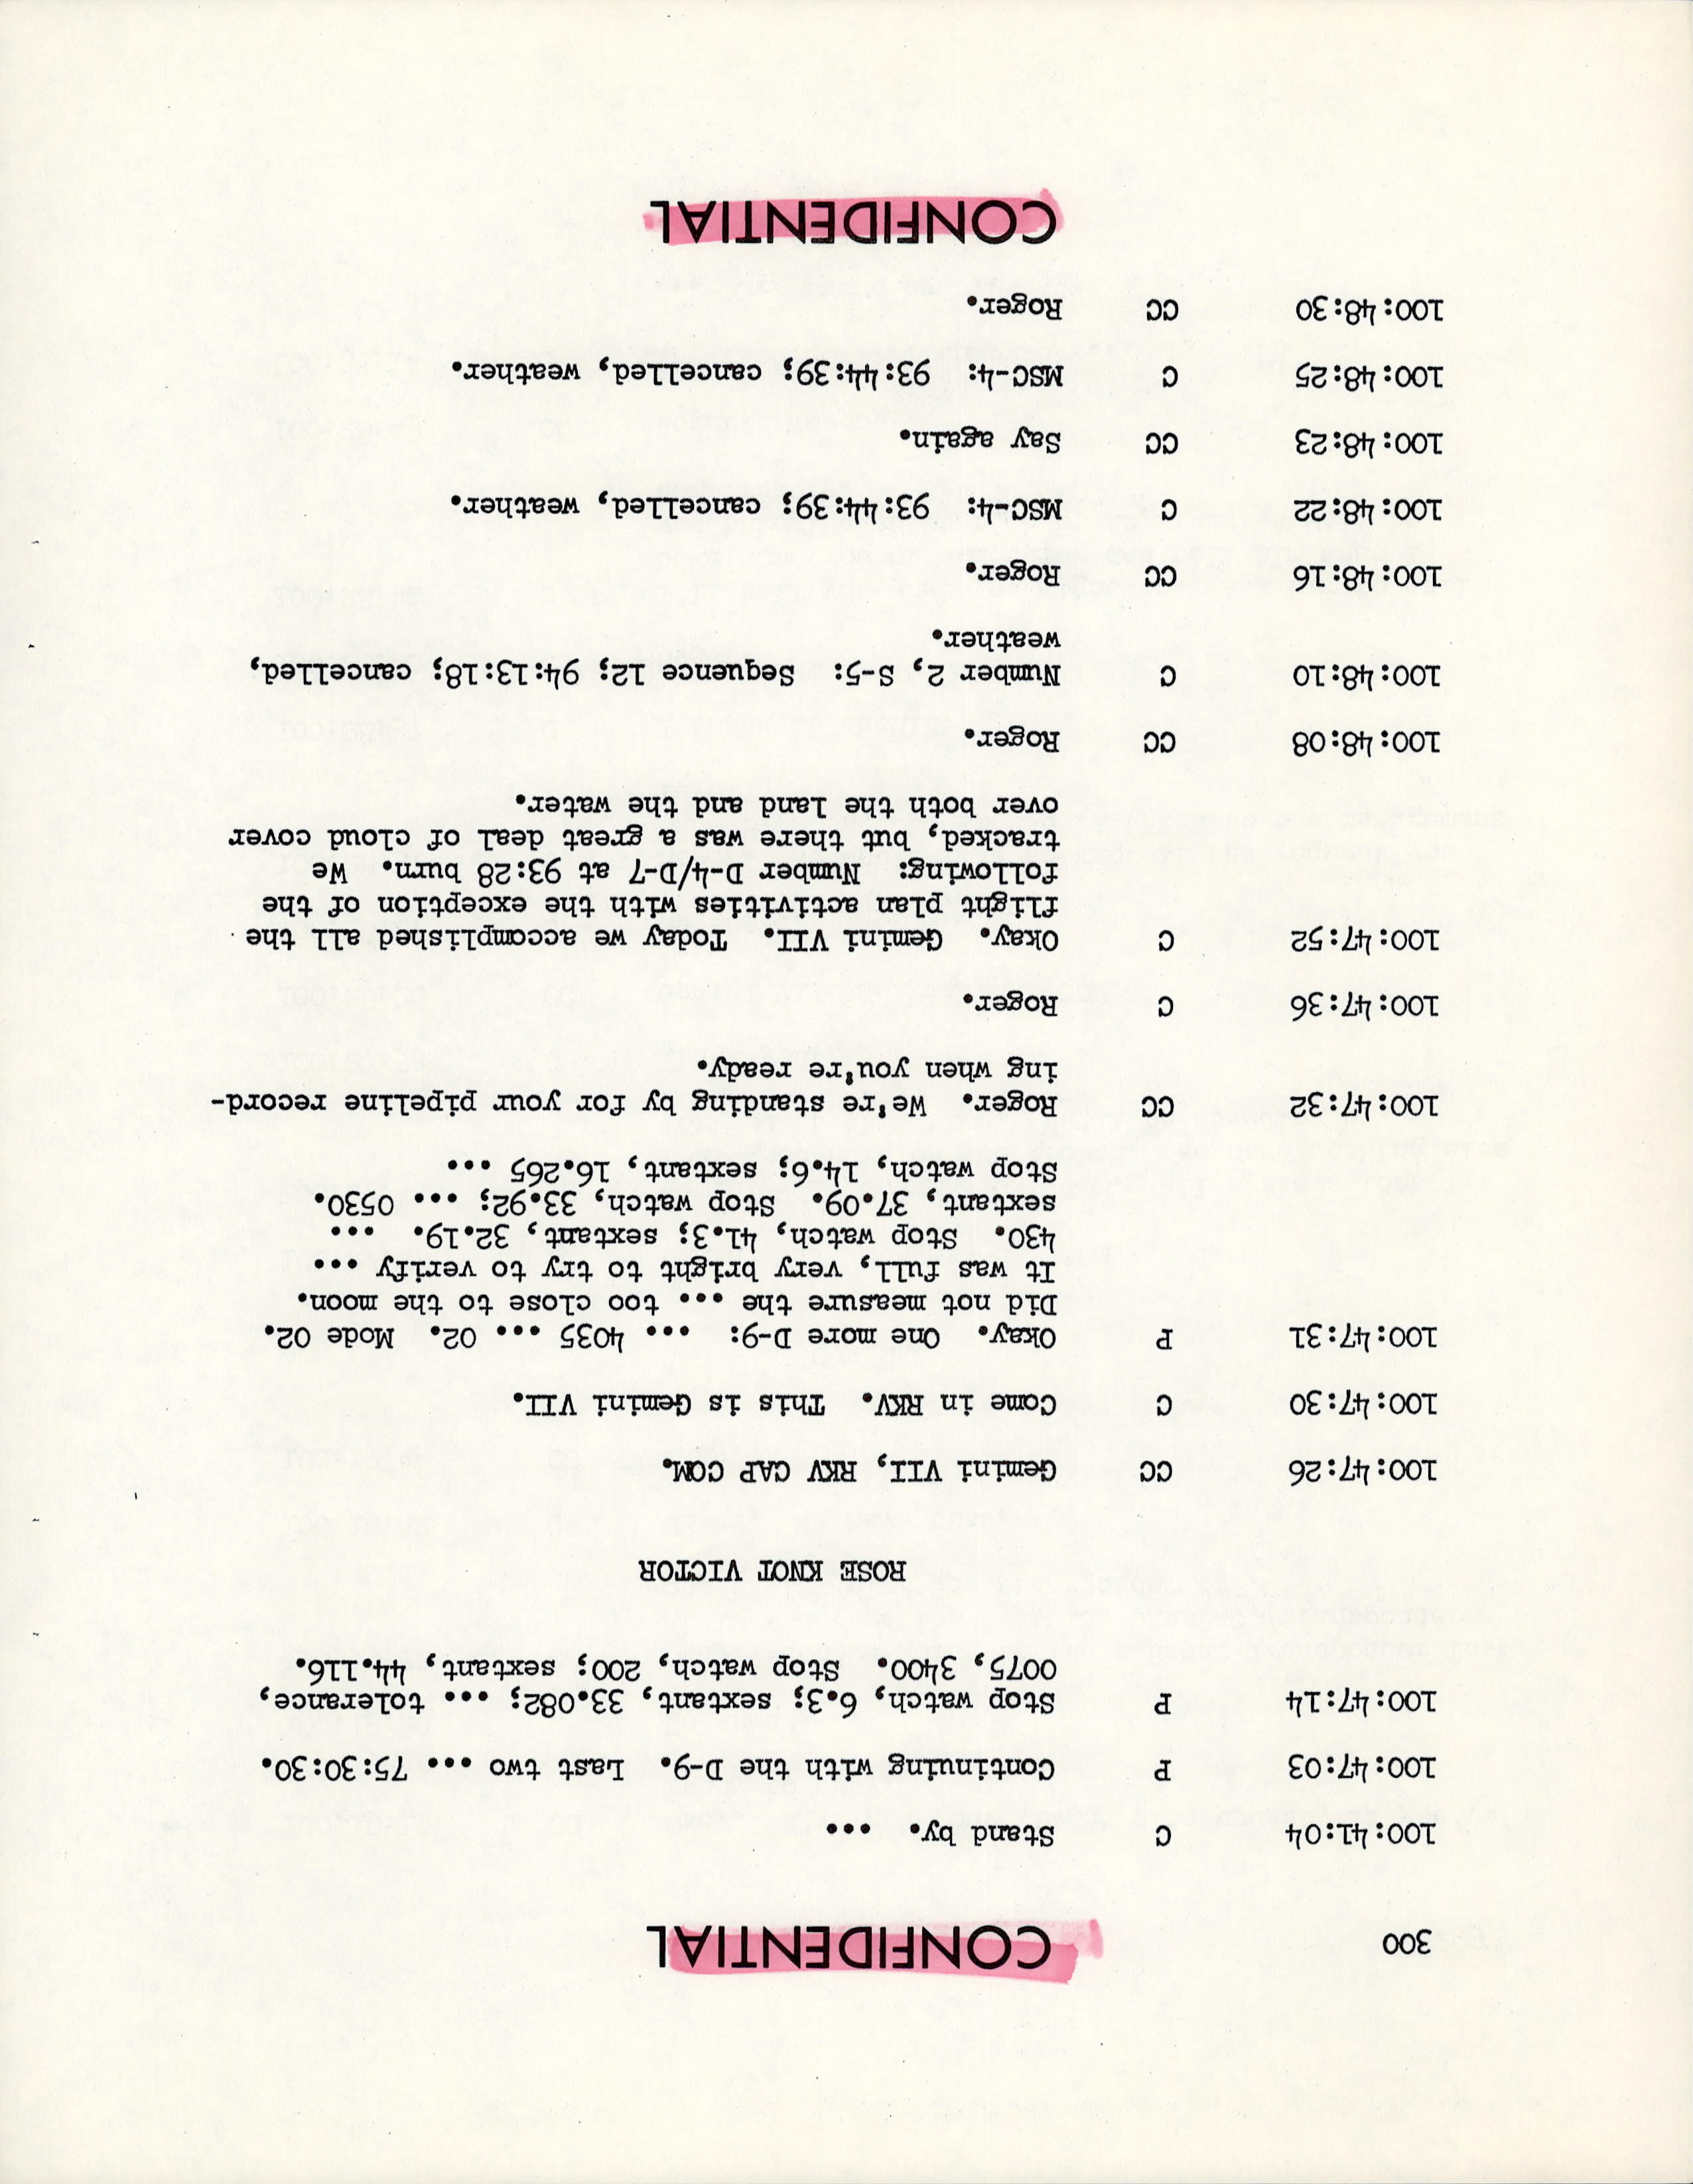 300 CONFIDENTIAL
100:41:04 C Stand by. ...
100:47:03 P Continuing with the D-9. Last two ... 75:30:30.
100:47:14 P Stop watch, 6.3; sextant, 33.082; ... tolerance,
0075, 3400. Stop watch, 200; sextant, 44.116.
ROSE KNOT VICTOR
100:47:26 CC Gemini VII, RKV CAP COM.
100:47:30 C Come in RKV. This is Gemini VII.
100:47:31 P Okay. One more D-9: ... 4035 ... 02. Mode 02.
Did not measure the ... too close to the moon.
It was full, very bright to try to verify ...
430. Stop watch, 41.3; sextant, 32.19. ...
sextant, 37.09. Stop watch, 33.92; ... 0530.
Stop watch, 14.6; sextant, 16.265 ...
100:47:32 CC Roger. We're standing by for your pipeline record-
ing when you're ready.
100:47:36 C Roger.
100:47:52 C Okay. Gemini VII. Today we accomplished all the
flight plan activities with the exception of the
following: Number D-4/D-7 at 93:28 burn. We
tracked, but there was a great deal of cloud cover
over both the land and the water.
100:48:08 CC Roger.
100:48:10 C Number 2, S-5: Sequence 12; 94:13:18; cancelled,
weather.
100:48:16 CC Roger.
100:48:22 C MSC-4: 93:44:39; cancelled, weather.
100:48:23 CC Say again.
100:48:25 C MSC-4: 93:44:39; cancelled, weather.
100:48:30 CC Roger.
CONFIDENTIAL